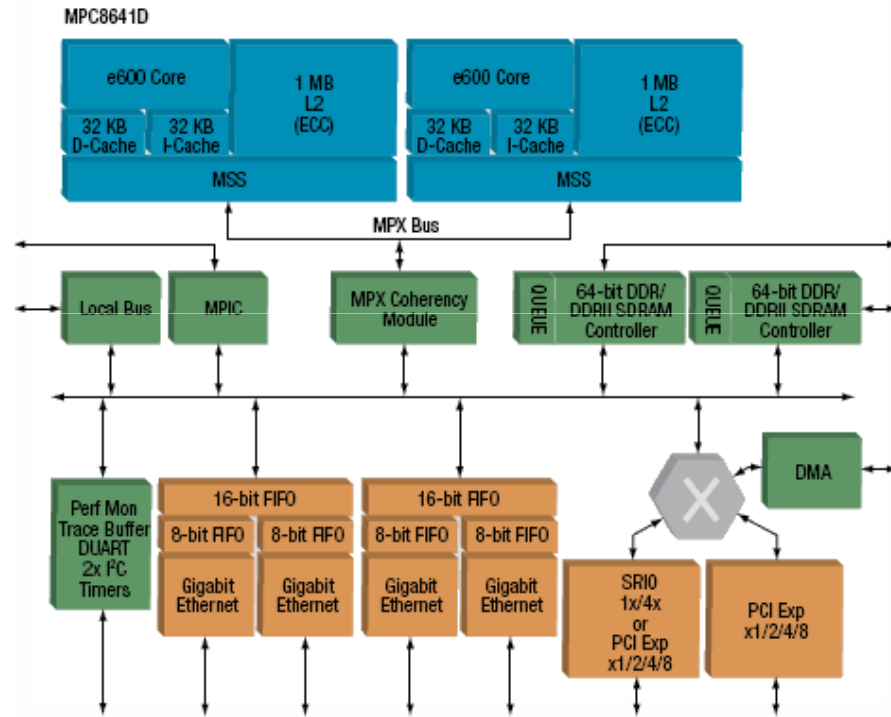 MPC8641D
e600 Core
1 MB
L2
(ECC)
32 KB
D-Cache
32 KB
I-Cache
MSS
e600 Core
1 MB
L2
(ECC)
32 KB
D-Cache
32 KB
I-Cache
MSS
MPX Bus
Local Bus
MPIC
MPX Coherency
Module
QUEUE
64-bit DDR/
DDRII SDRAM
Controller
QUEUE
64-bit DDR/
DDRII SDRAM
Controller
Perf Mon
Trace Buffer
DUART
2x I²C
Timers
16-bit FIFO
8-bit FIFO
8-bit FIFO
Gigabit
Ethernet
Gigabit
Ethernet
16-bit FIFO
8-bit FIFO
8-bit FIFO
Gigabit
Ethernet
Gigabit
Ethernet
X
DMA
SRIO
1x/4x
or
PCI Exp
x1/2/4/8
PCI Exp
x1/2/4/8